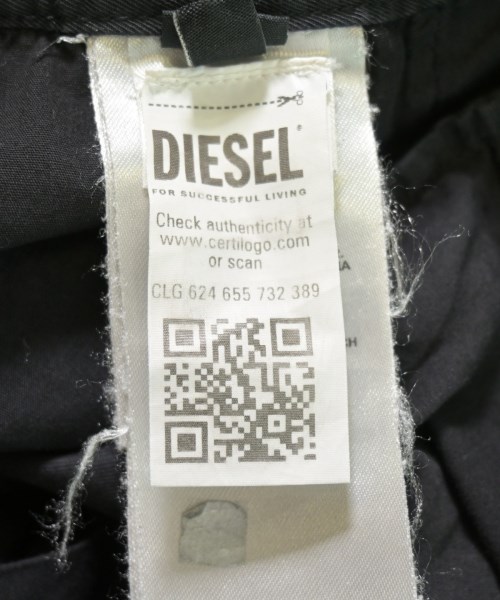 DIESEL
FOR SUCCESSFUL LIVING
Check authenticity at
www.certilogo.com
or scan
CLG 624 655 732 389